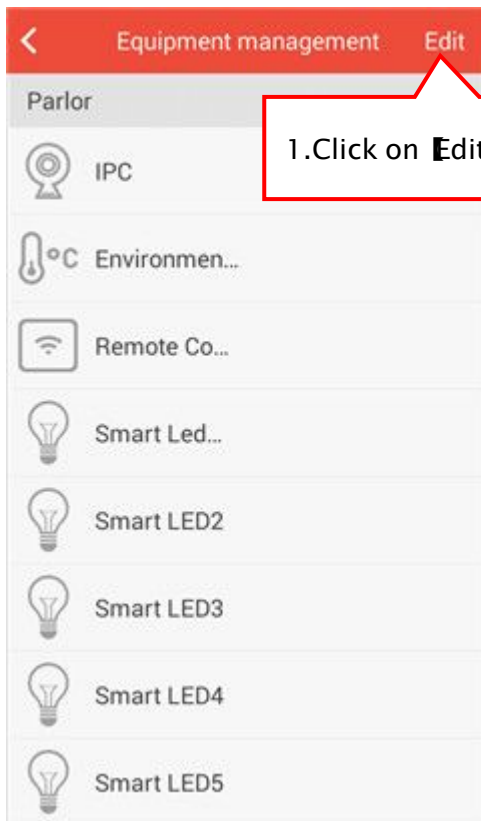 Equipment management Edit
Parlor
1.Click on Edit
IPC
°C Environmen...
Remote Co...
Smart Led...
Smart LED2
Smart LED3
Smart LED4
Smart LED5